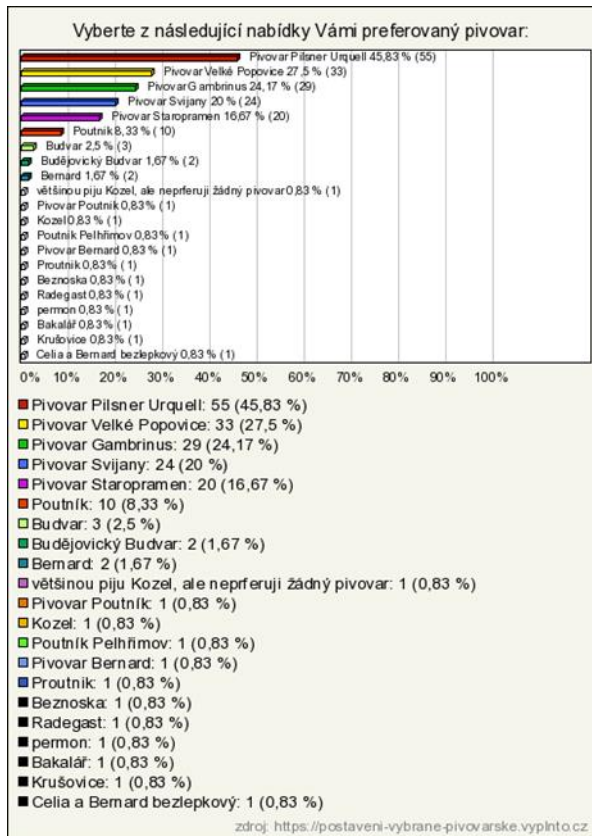 Vyberte z následující nabídky Vámi preferovaný pivovar:
Pivovar Pilsner Urquell 45,83 % (55)
Pivovar Velké Popovice 27,5 % (33)
Pivovar Gambrinus 24,17 % (29)
Pivovar Svijany 20 % (24)
Pivovar Staropramen 16,67 % (20)
Poutník 8,33 % (10)
Budvar 2,5 % (3)
Budějovický Budvar 1,67 % (2)
Bernard 1,67 % (2)
většinou piju Kozel, ale neprferuji žádný pivovar 0,83 % (1)
Pivovar Poutník 0,83 % (1)
Kozel 0,83 % (1)
Poutník Pelhřimov 0,83 % (1)
Pivovar Bernard 0,83 % (1)
Proutnik 0,83 % (1)
Beznoska 0,83 % (1)
Radegast 0,83 % (1)
permon 0,83 % (1)
Bakalář 0,83 % (1)
Krušovice 0,83 % (1)
Celia a Bernard bezlepkový 0,83 % (1)
0% 10% 20% 30% 40% 50% 60% 70% 80% 90% 100%
Pivovar Pilsner Urquell: 55 (45,83 %)
Pivovar Velké Popovice: 33 (27,5 %)
Pivovar Gambrinus: 29 (24,17 %)
Pivovar Svijany: 24 (20 %)
Pivovar Staropramen: 20 (16,67 %)
Poutník: 10 (8,33 %)
Budvar: 3 (2,5 %)
Budějovický Budvar: 2 (1,67 %)
Bernard: 2 (1,67 %)
většinou piju Kozel, ale neprferuji žádný pivovar: 1 (0,83 %)
Pivovar Poutník: 1 (0,83 %)
Kozel: 1 (0,83 %)
Poutník Pelhřimov: 1 (0,83 %)
Pivovar Bernard: 1 (0,83 %)
Proutnik: 1 (0,83 %)
Beznoska: 1 (0,83 %)
Radegast: 1 (0,83 %)
permon: 1 (0,83 %)
Bakalář: 1 (0,83 %)
Krušovice: 1 (0,83 %)
Celia a Bernard bezlepkový: 1 (0,83 %)
zdroj: https://postaveni-vybrane-pivovarske.vyplnto.cz